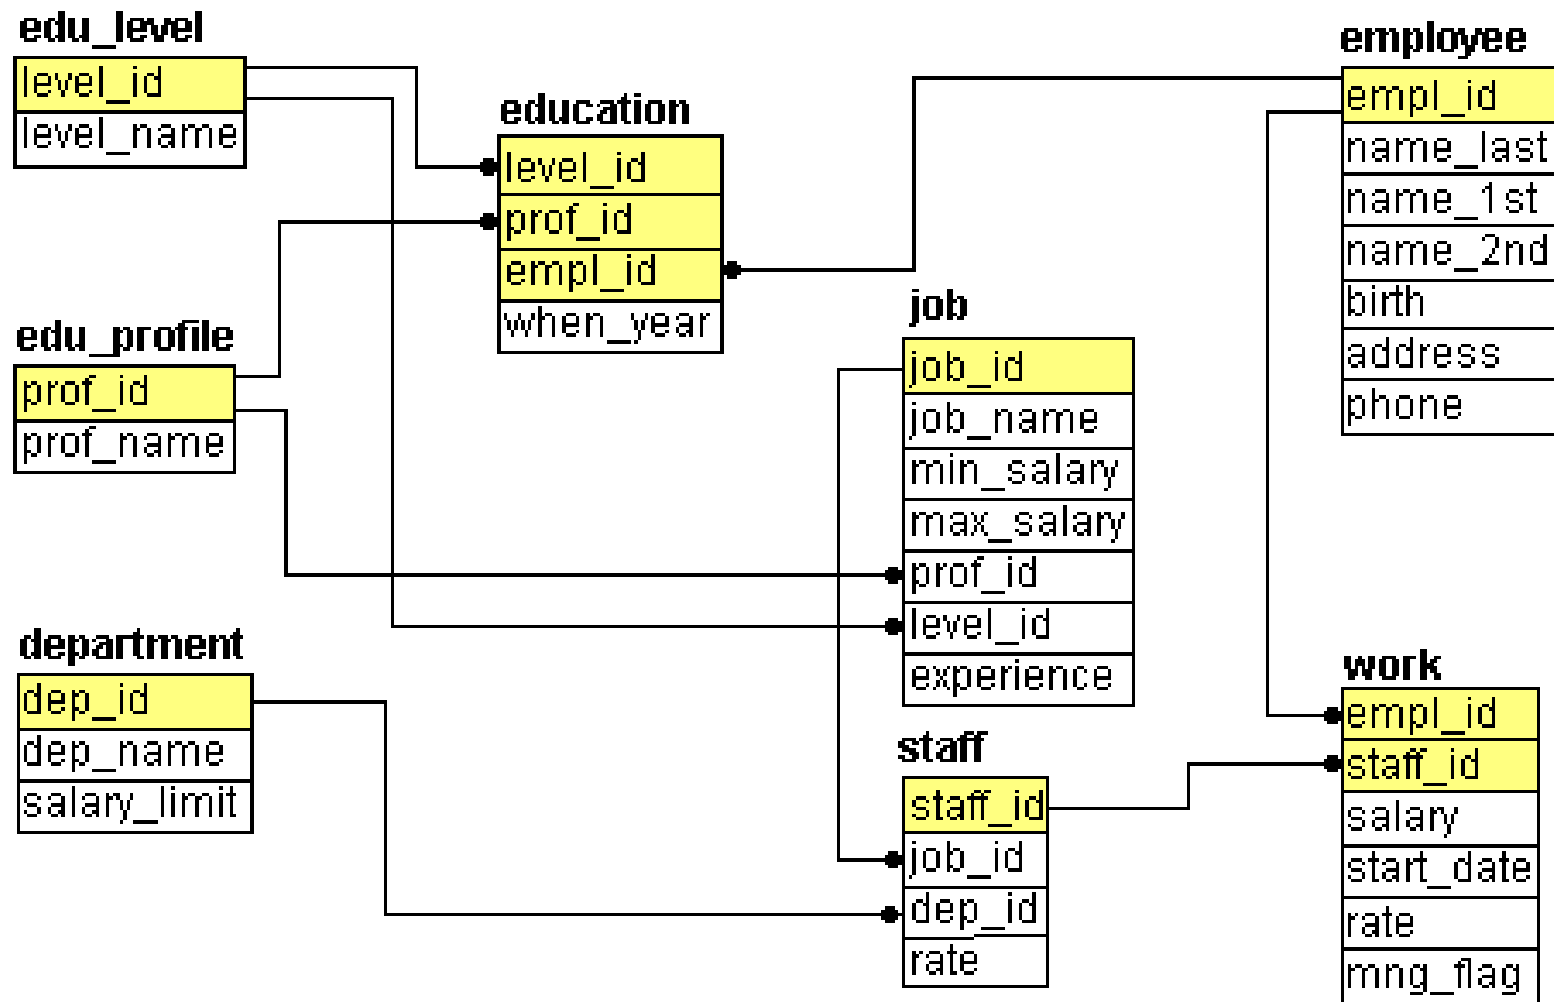 edu_level
level_id
level_name
education
level_id
prof_id
empl_id
when_year
employee
empl_id
name_last
name_1st
name_2nd
birth
address
phone
edu_profile
prof_id
prof_name
job
job_id
job_name
min_salary
max_salary
prof_id
level_id
experience
department
dep_id
dep_name
salary_limit
staff
staff_id
job_id
dep_id
rate
work
empl_id
staff_id
salary
start_date
rate
mng_flag